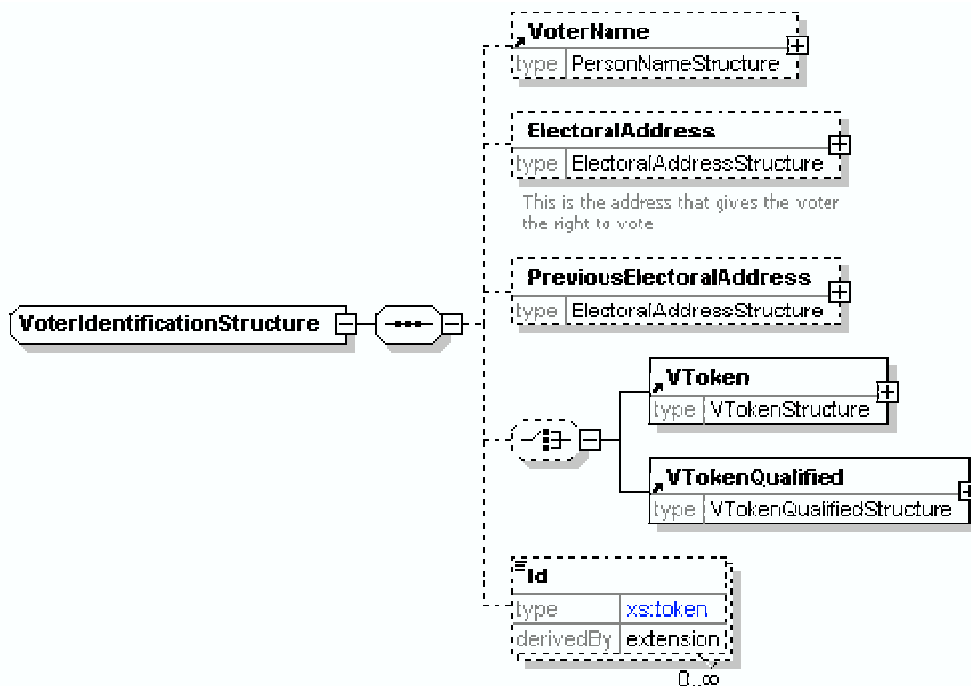 VoterName
type PersonNameStructure
ElectoralAddress
type ElectoralAddressStructure
This is the address that gives the voter
the right to vote
PreviousElectoralAddress
type ElectoralAddressStructure
VoterIdentificationStructure
VToken
type VTokenStructure
VTokenQualified
type VTokenQualifiedStructure
Id
type xs:token
derivedBy extension
0..∞